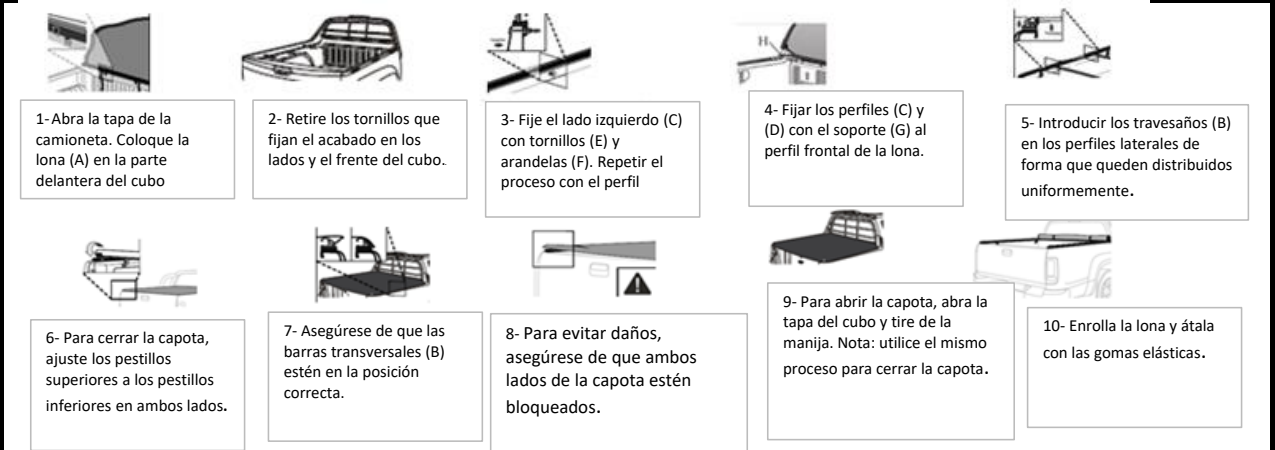 1- Abra la tapa de la
camioneta. Coloque la
lona (A) en la parte
delantera del cubo
2- Retire los tornillos que
fijan el acabado en los
lados y el frente del cubo.
3- Fije el lado izquierdo (C)
con tornillos (E) y
arandelas (F). Repetir el
proceso con el perfil
H
4- Fijar los perfiles (C) y
(D) con el soporte (G) al
perfil frontal de la lona.
5- Introducir los travesaños (B)
en los perfiles laterales de
forma que queden distribuidos
uniformemente.
6- Para cerrar la capota,
ajuste los pestillos
superiores a los pestillos
inferiores en ambos lados.
7- Asegúrese de que las
barras transversales (B)
estén en la posición
correcta.
8- Para evitar daños,
asegúrese de que ambos
lados de la capota estén
bloqueados.
9- Para abrir la capota, abra la
tapa del cubo y tire de la
manija. Nota: utilice el mismo
proceso para cerrar la capota.
10- Enrolla la lona y átala
con las gomas elásticas.